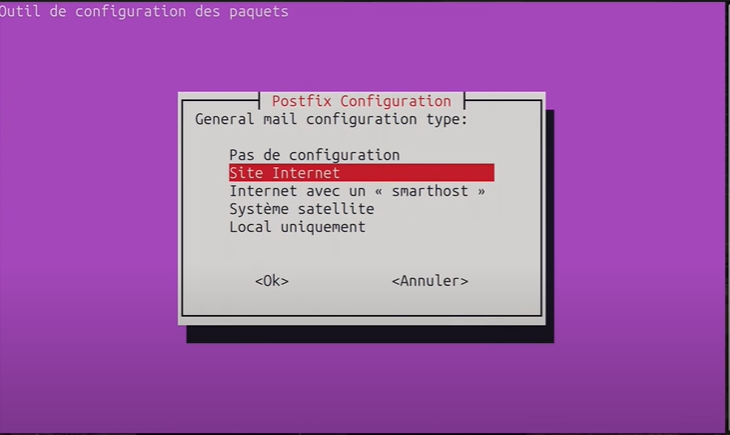 Outil de configuration des paquets
Postfix Configuration
General mail configuration type:
Pas de configuration
Site Internet
Internet avec un « smarthost »
Système satellite
Local uniquement
<Ok> <Annuler>